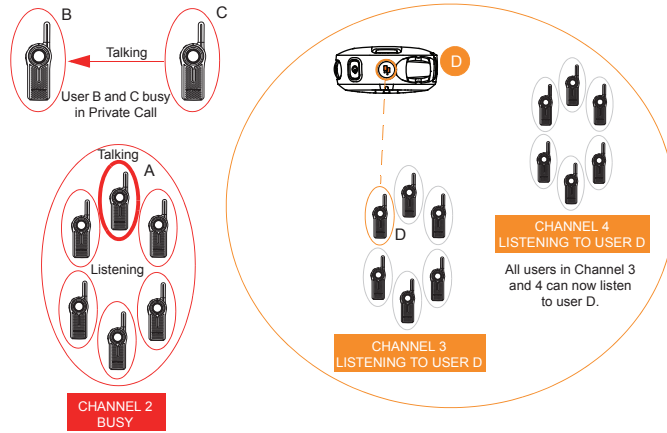 B
C
Talking
User B and C busy
in Private Call
Talking
A
Listening
CHANNEL 2
BUSY
D
D
CHANNEL 3
LISTENING TO USER D
CHANNEL 4
LISTENING TO USER D
All users in Channel 3
and 4 can now listen
to user D.